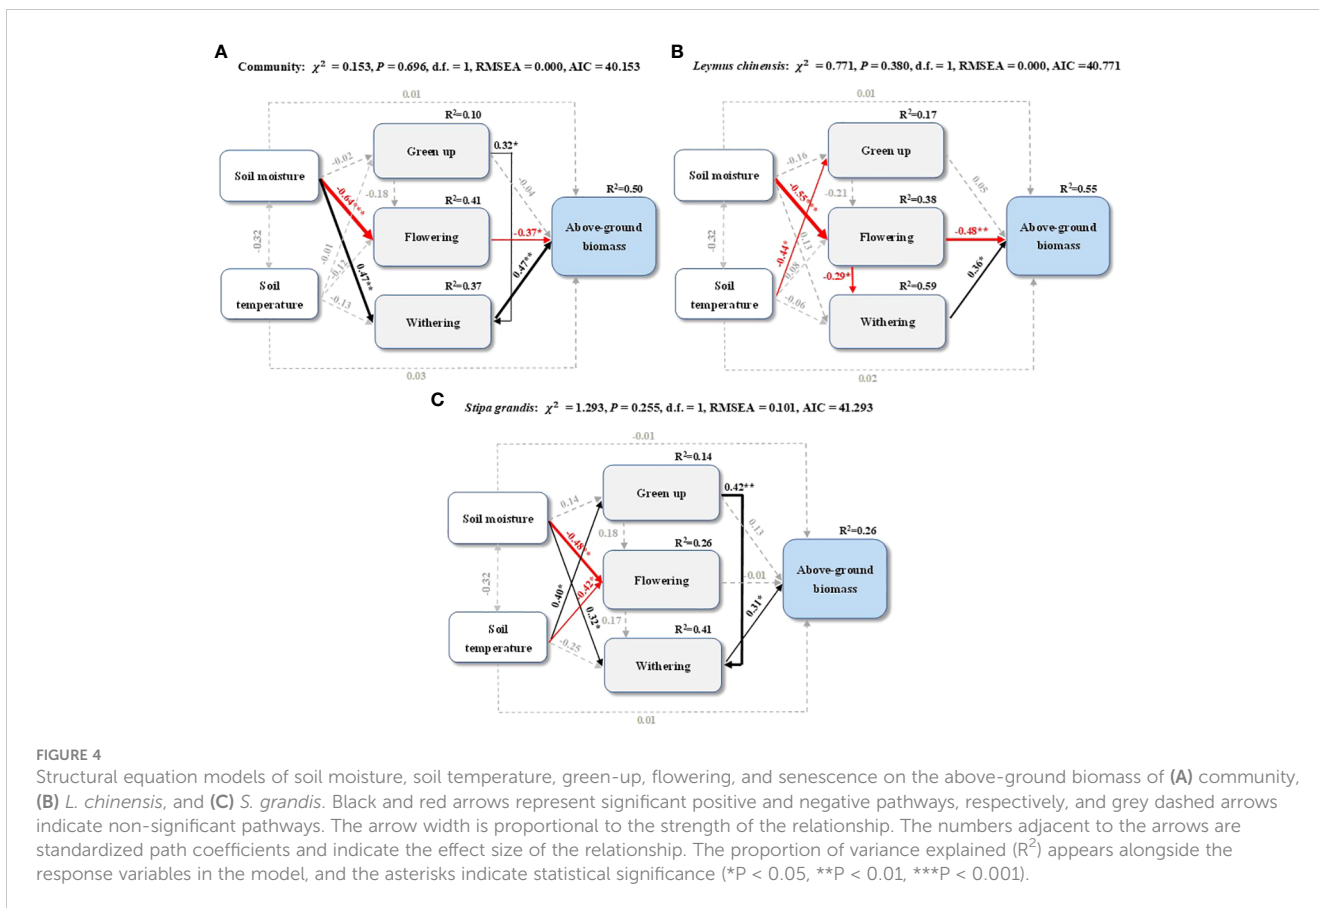 A
Community: χ² = 0.153, P = 0.696, d.f. = 1, RMSEA = 0.000, AIC = 40.153
0.01
R²=0.10
Green up
0.32*
-0.02
Soil moisture
-0.18
-0.04
-0.64***
R²=0.41
R²=0.50
Flowering
-0.37*
Above-ground
biomass
-0.32
-0.01
-0.12
0.47**
0.47**
Soil
temperature
-0.13
R²=0.37
Withering
0.03
B
Leymus chinensis: χ² = 0.771, P = 0.380, d.f. = 1, RMSEA = 0.000, AIC =40.771
0.01
R²=0.17
Green up
-0.16
0.05
Soil moisture
-0.21
-0.55***
R²=0.38
R²=0.55
Flowering
-0.48**
Above-ground
biomass
-0.32
-0.44*
0.13
0.08
-0.29*
0.36*
Soil
temperature
-0.06
R²=0.59
Withering
0.02
C
Stipa grandis: χ² = 1.293, P = 0.255, d.f. = 1, RMSEA = 0.101, AIC =41.293
-0.01
R²=0.14
Green up
0.42**
0.14
Soil moisture
0.18
0.13
-0.48**
R²=0.26
R²=0.26
Flowering
-0.01
Above-ground
biomass
-0.32
0.40*
-0.42*
0.32*
0.17
0.31*
Soil
temperature
-0.25
R²=0.41
Withering
0.01
FIGURE 4
Structural equation models of soil moisture, soil temperature, green-up, flowering, and senescence on the above-ground biomass of (A) community,
(B) L. chinensis, and (C) S. grandis. Black and red arrows represent significant positive and negative pathways, respectively, and grey dashed arrows
indicate non-significant pathways. The arrow width is proportional to the strength of the relationship. The numbers adjacent to the arrows are
standardized path coefficients and indicate the effect size of the relationship. The proportion of variance explained (R²) appears alongside the
response variables in the model, and the asterisks indicate statistical significance (*P < 0.05, **P < 0.01, ***P < 0.001).